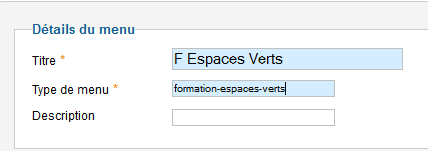 Détails du menu
Titre * F Espaces Verts
Type de menu * formation-espaces-verts
Description